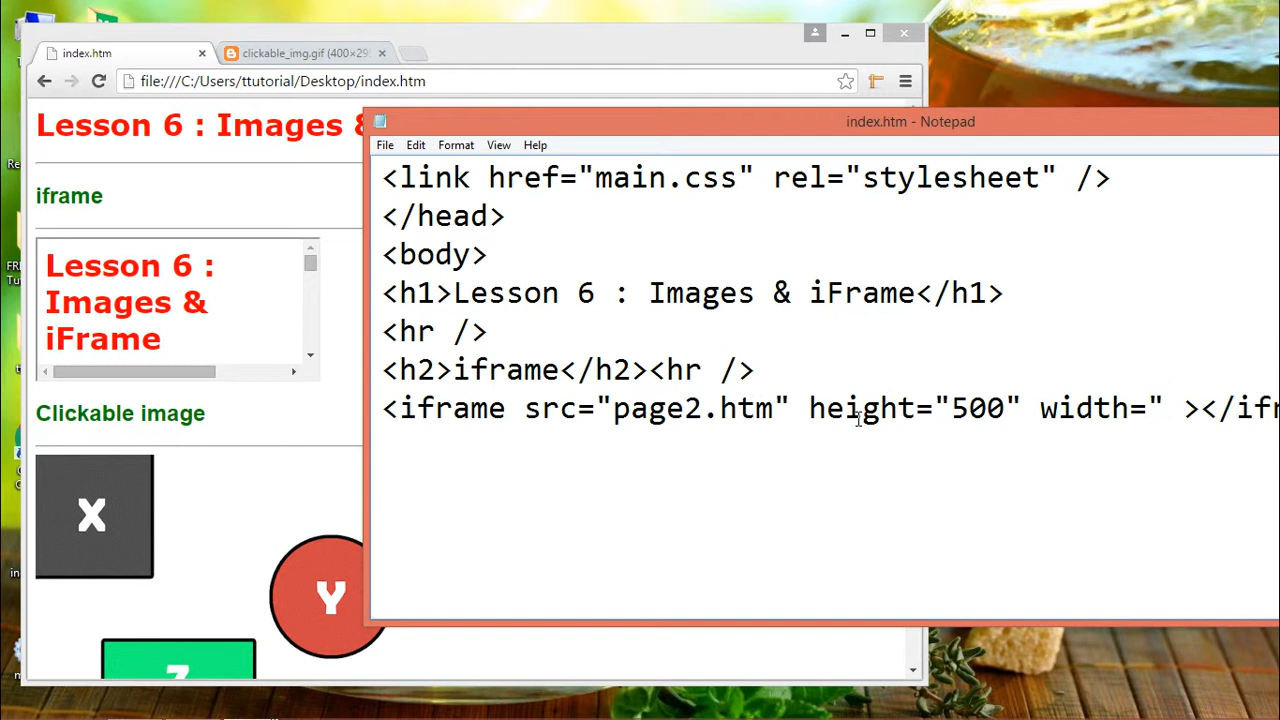 index.htm
clickable_img.gif (400×29
file:///C:/Users/ttutorial/Desktop/index.htm
Lesson 6 : Images &
iframe
Lesson 6 :
Images &
iFrame
Clickable image
X
Y
Z
index.htm - Notepad
File Edit Format View Help
<link href="main.css" rel="stylesheet" />
</head>
<body>
<h1>Lesson 6 : Images & iFrame</h1>
<hr />
<h2>iframe</h2><hr />
<iframe src="page2.htm" height="500" width=" ></ifr